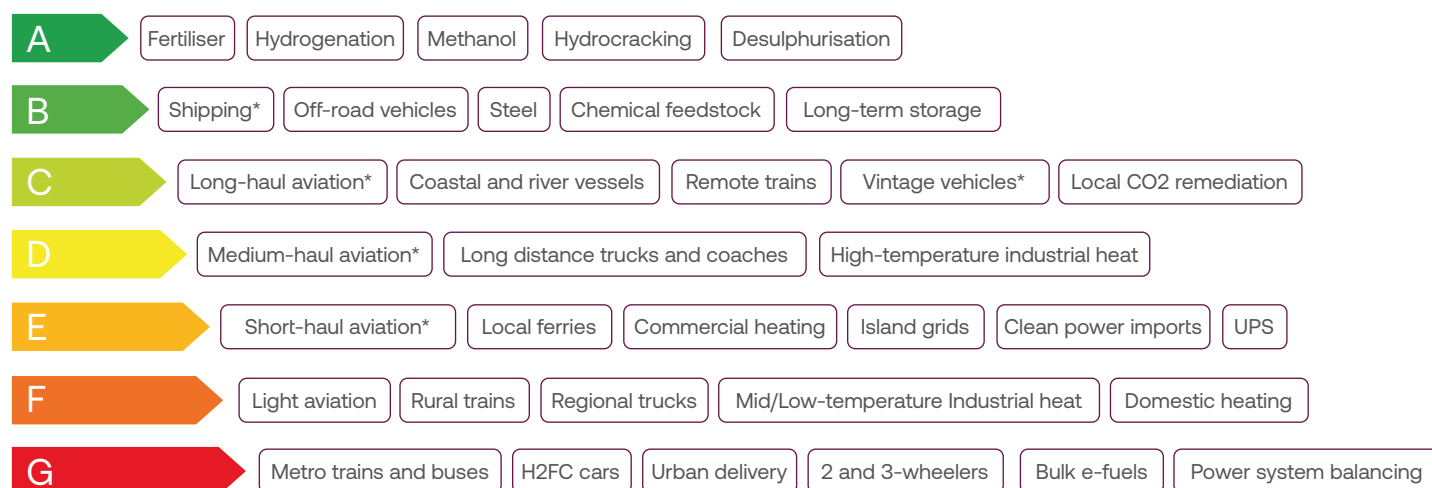 A Fertiliser Hydrogenation Methanol Hydrocracking Desulphurisation
B Shipping* Off-road vehicles Steel Chemical feedstock Long-term storage
C Long-haul aviation* Coastal and river vessels Remote trains Vintage vehicles* Local CO2 remediation
D Medium-haul aviation* Long distance trucks and coaches High-temperature industrial heat
E Short-haul aviation* Local ferries Commercial heating Island grids Clean power imports UPS
F Light aviation Rural trains Regional trucks Mid/Low-temperature Industrial heat Domestic heating
G Metro trains and buses H2FC cars Urban delivery 2 and 3-wheelers Bulk e-fuels Power system balancing